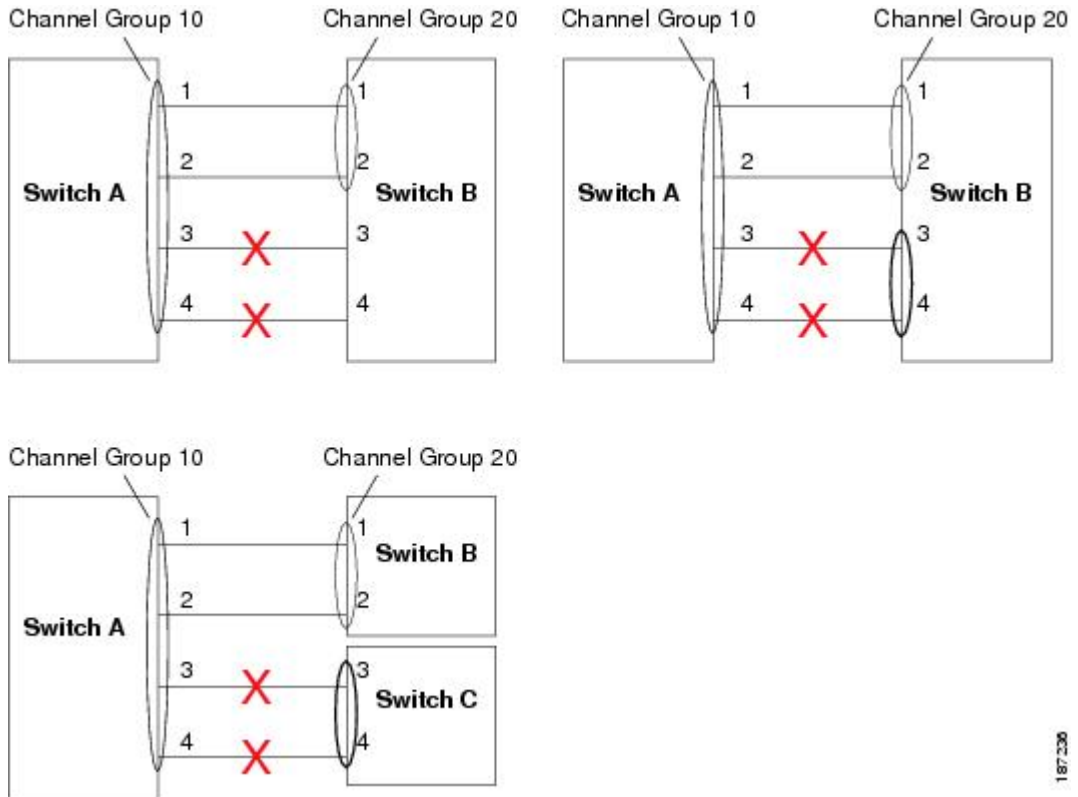 Channel Group 10 Channel Group 20 Channel Group 10 Channel Group 20
1 1 1 1
2 2 2 2
Switch A Switch B Switch A Switch B
3 3 3 3
X X
4 4 4 4
X X
Channel Group 10 Channel Group 20
1 1
Switch B
2 2
Switch A
3 3
X Switch C
4 4
X
187236